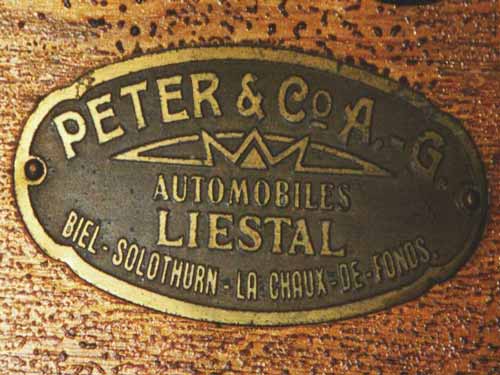 PETER & Co A.-G.
AUTOMOBILES
LIESTAL
BIEL-SOLOTHURN-LA CHAUX-DE-FONDS.